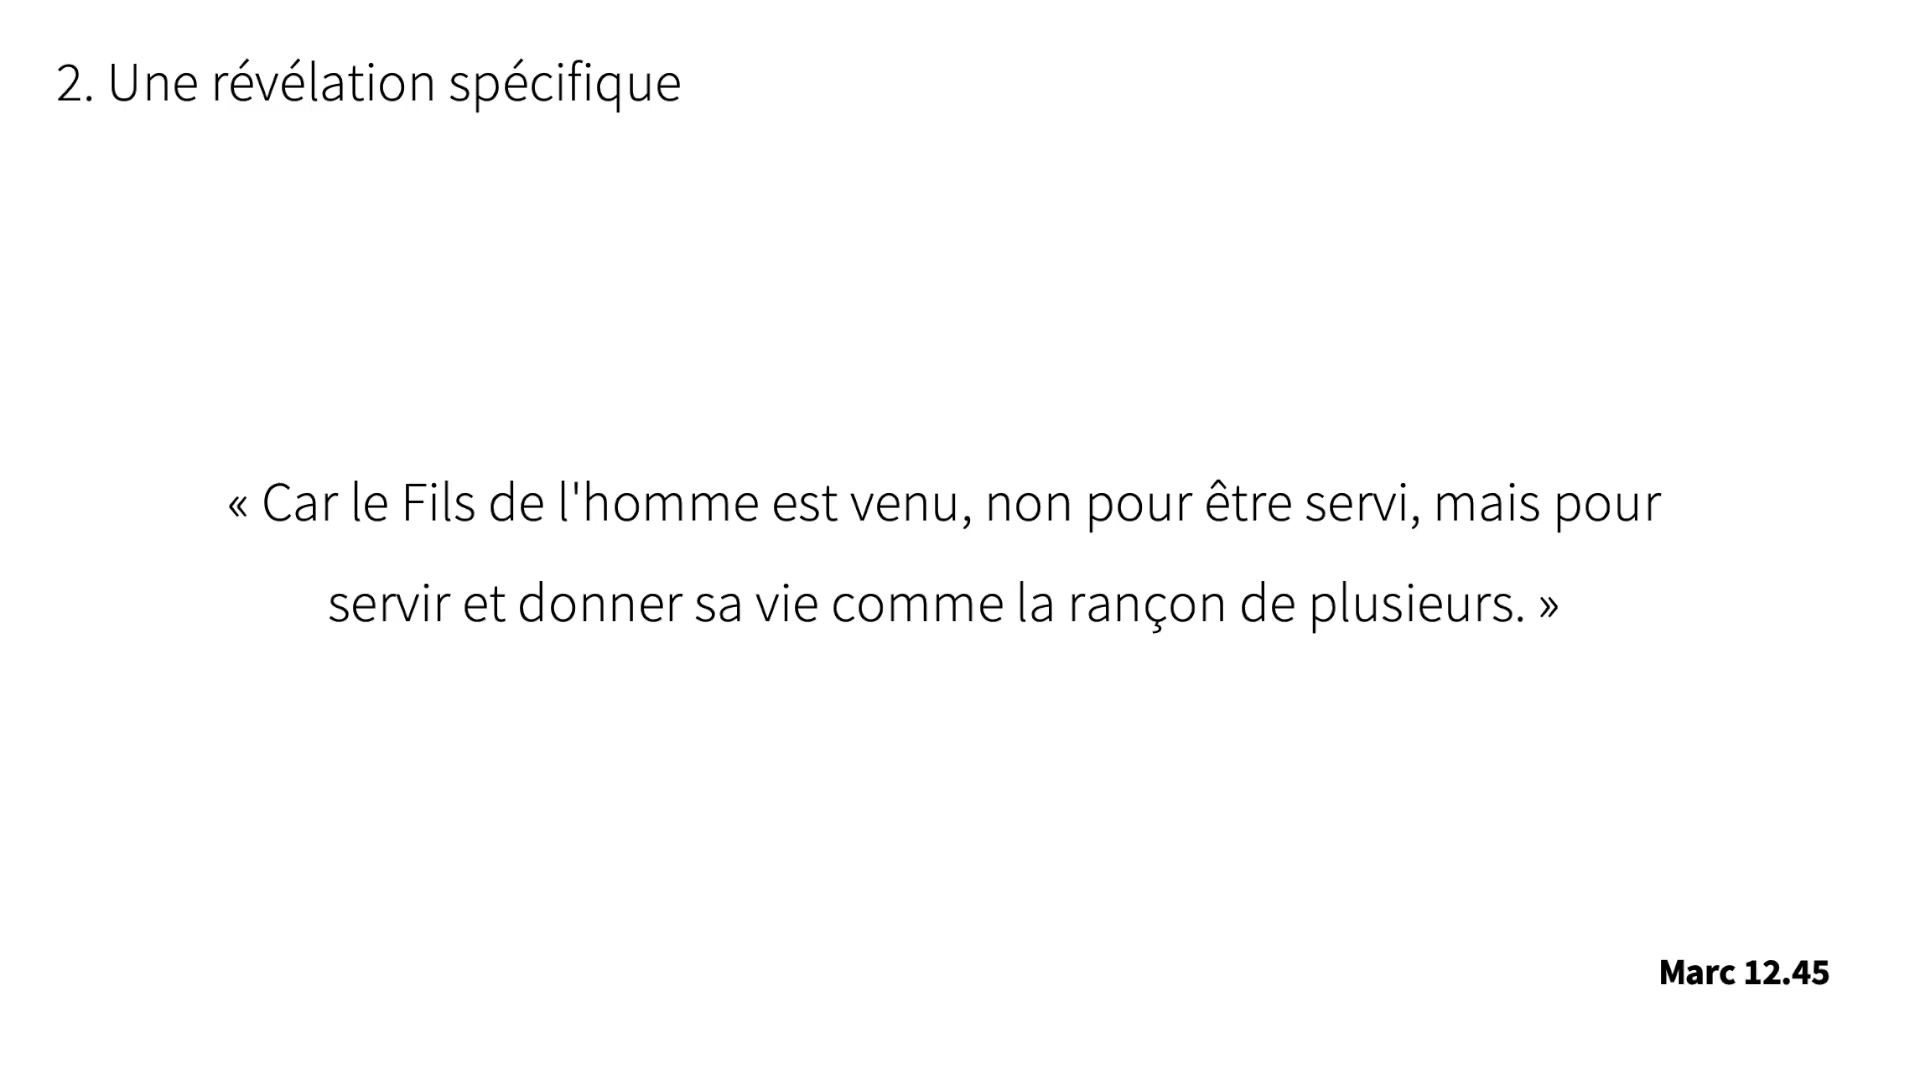 2. Une révélation spécifique
« Car le Fils de l'homme est venu, non pour être servi, mais pour
servir et donner sa vie comme la rançon de plusieurs. »
Marc 12.45